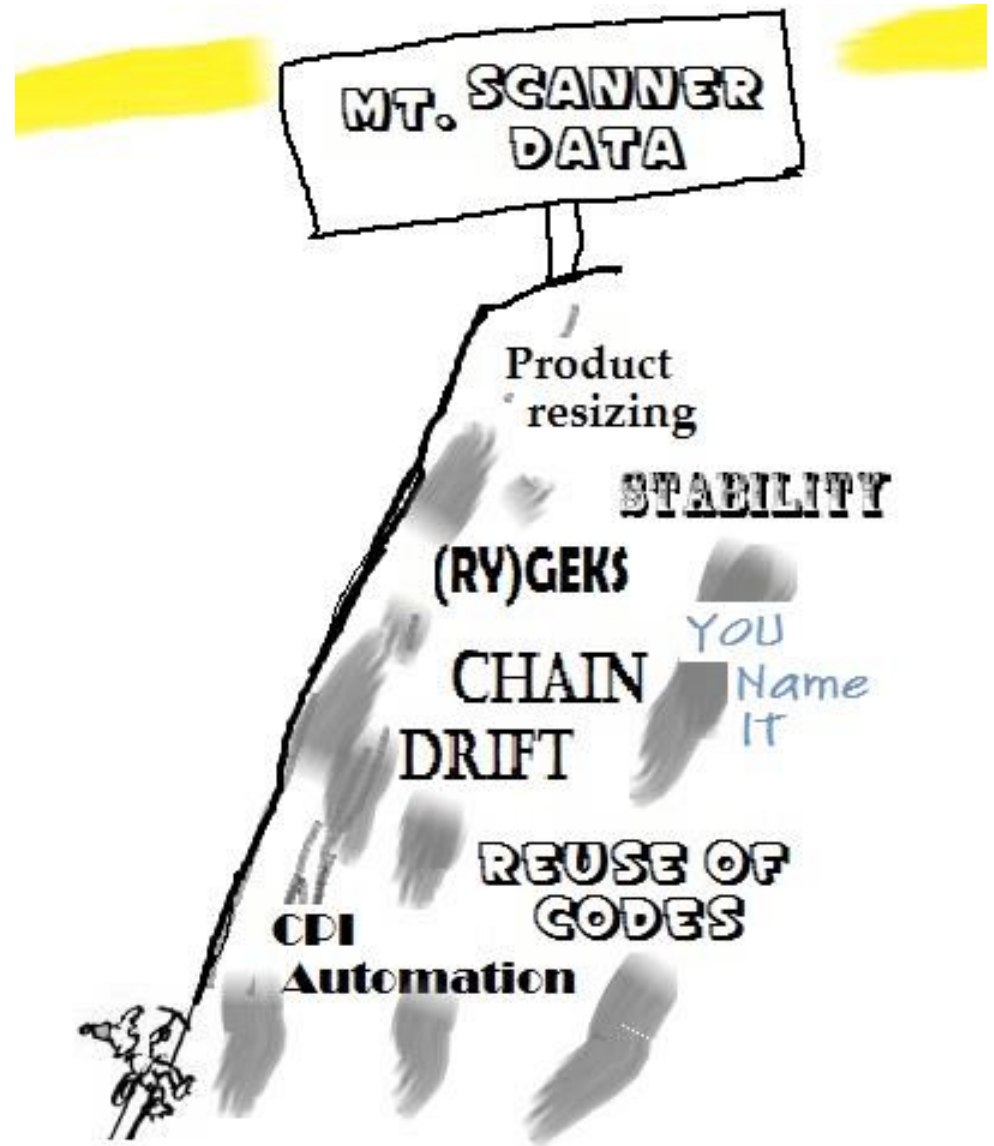 MT. SCANNER
DATA
Product
resizing
STABILITY
(RY)GEKS
YOU
Name
IT
CHAIN
DRIFT
REUSE OF
CODES
CPI
Automation